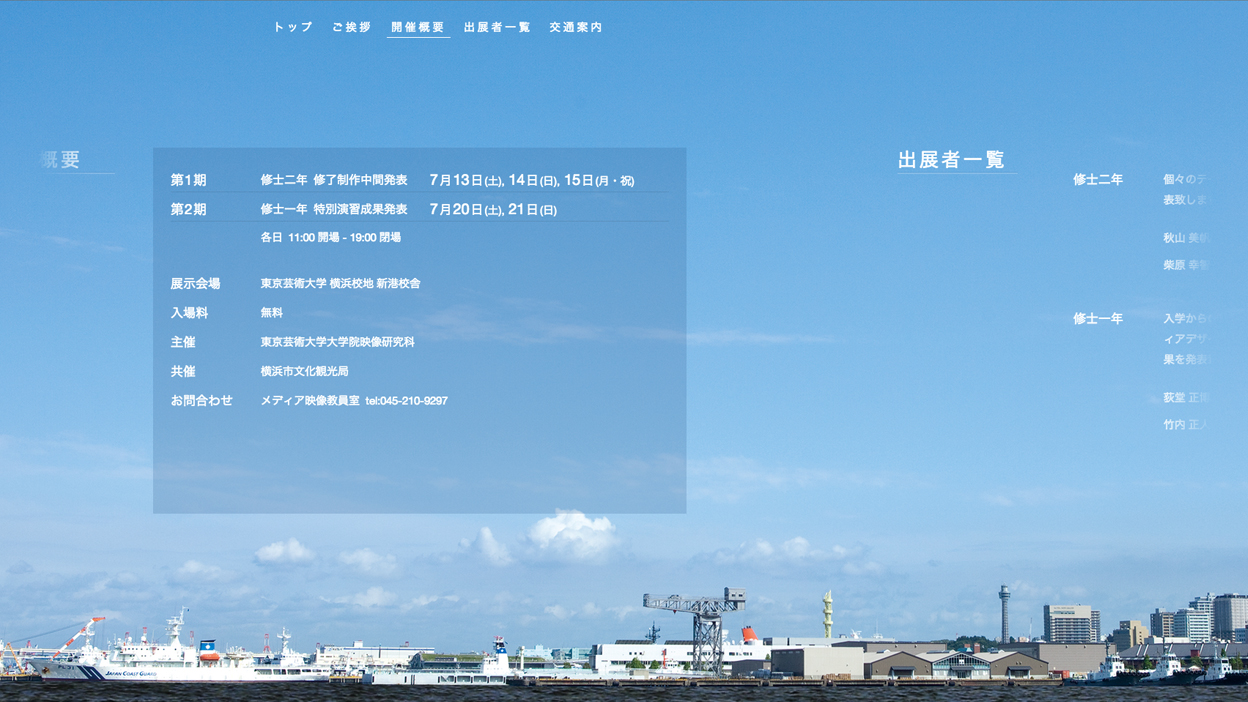 トップ ご挨拶 開催概要 出展者一覧 交通案内
概要
第1期 修士二年 修了制作中間発表 7月13日(土), 14日(日), 15日(月・祝)
第2期 修士一年 特別演習成果発表 7月20日(土), 21日(日)
各日 11:00 開場 - 19:00 閉場
展示会場 東京芸術大学 横浜校地 新港校舎
入場料 無料
主催 東京芸術大学大学院映像研究科
共催 横浜市文化観光局
お問合わせ メディア映像教員室 tel:045-210-9297
出展者一覧
修士二年 個々のテ
表致しま
秋山 美帆
柴原 幸智
修士一年 入学から
ィアデザ
果を発表
荻堂 正
竹内 正人
JAPAN COAST GUARD